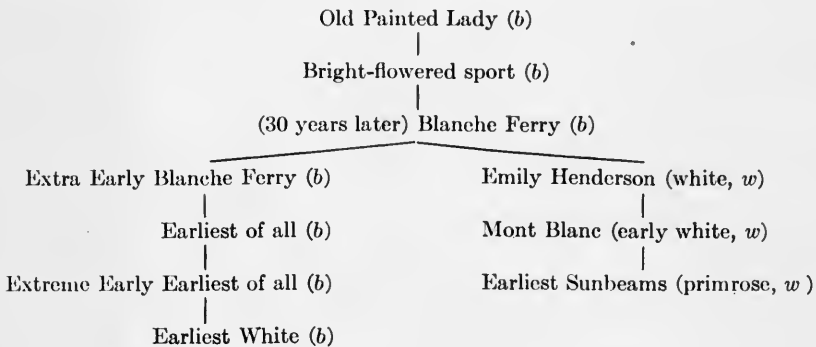 Old Painted Lady (b)
Bright-flowered sport (b)
(30 years later) Blanche Ferry (b)
Extra Early Blanche Ferry (b) Emily Henderson (white, w)
Earliest of all (b) Mont Blanc (early white, w)
Extreme Early Earliest of all (b) Earliest Sunbeams (primrose, w )
Earliest White (b)